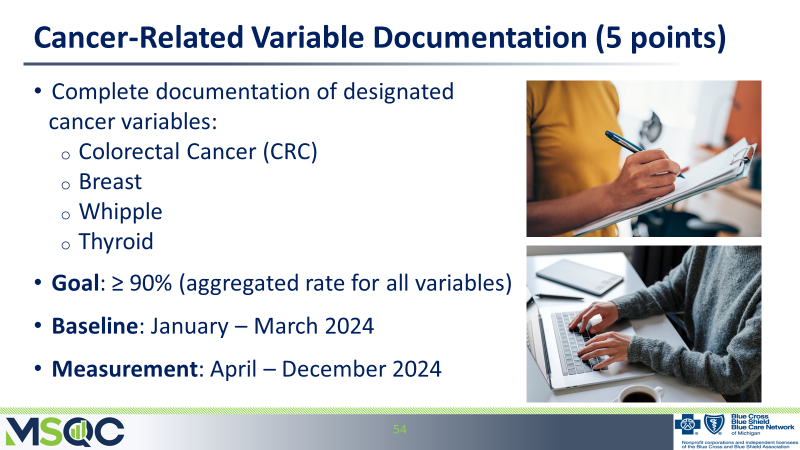 Cancer-Related Variable Documentation (5 points)
• Complete documentation of designated
cancer variables:
o Colorectal Cancer (CRC)
o Breast
o Whipple
o Thyroid
• Goal: ≥ 90% (aggregated rate for all variables)
• Baseline: January – March 2024
• Measurement: April – December 2024
MSQC
54
Blue Cross
Blue Shield
Blue Care Network
of Michigan
Nonprofit corporations and independent licensees
of the Blue Cross and Blue Shield Association